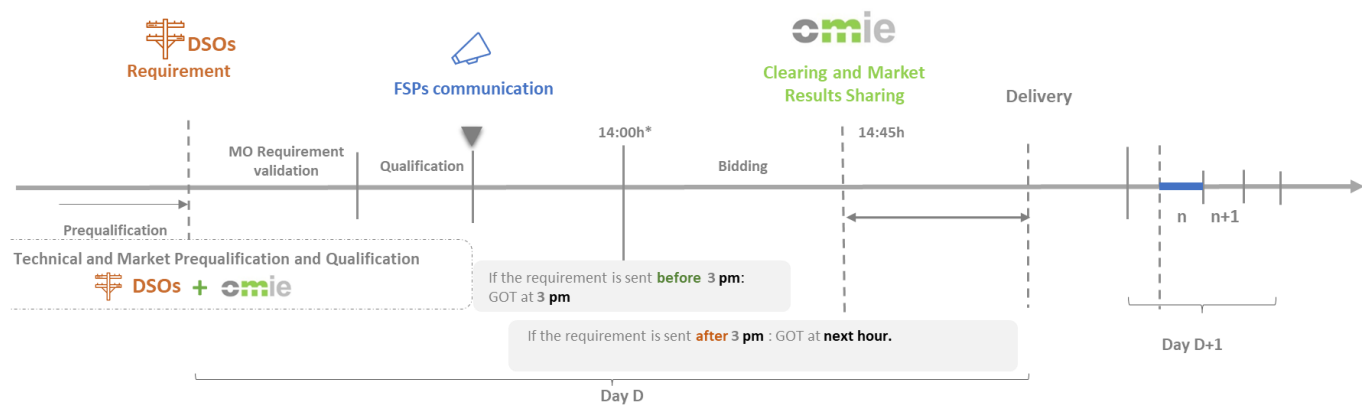 DSOs
Requirement
FSPs communication
omie
Clearing and Market
Results Sharing
Delivery
14:00h*
14:45h
MO Requirement
validation
Qualification
Bidding
Prequalification
n
n+1
Technical and Market Prequalification and Qualification
DSOs + omie
If the requirement is sent before 3 pm:
GOT at 3 pm
If the requirement is sent after 3 pm : GOT at next hour.
Day D+1
Day D